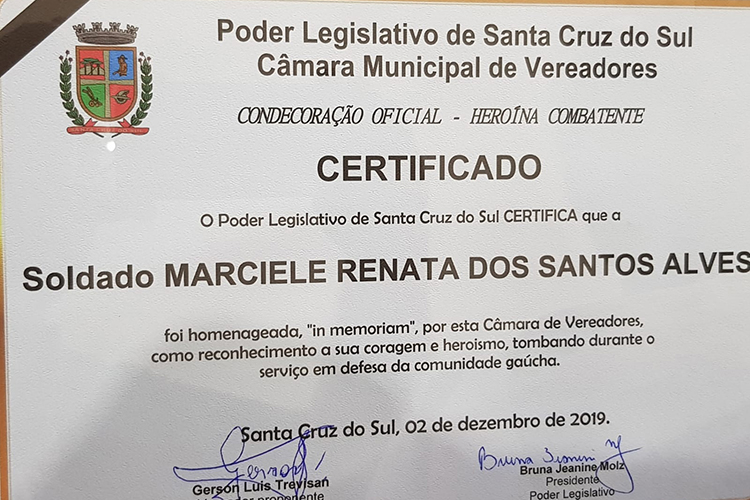 Poder Legislativo de Santa Cruz do Sul
Câmara Municipal de Vereadores
CONDECORAÇÃO OFICIAL - HEROÍNA COMBATENTE
CERTIFICADO
O Poder Legislativo de Santa Cruz do Sul CERTIFICA que a
Soldado MARCIELE RENATA DOS SANTOS ALVES
foi homenageada, "in memoriam", por esta Câmara de Vereadores,
como reconhecimento a sua coragem e heroismo, tombando durante o
serviço em defesa da comunidade gaúcha.
Santa Cruz do Sul, 02 de dezembro de 2019.
Gerson Luis Trevisan
proponente
Bruna Jeanine Molz
Presidente
Poder Legislativo